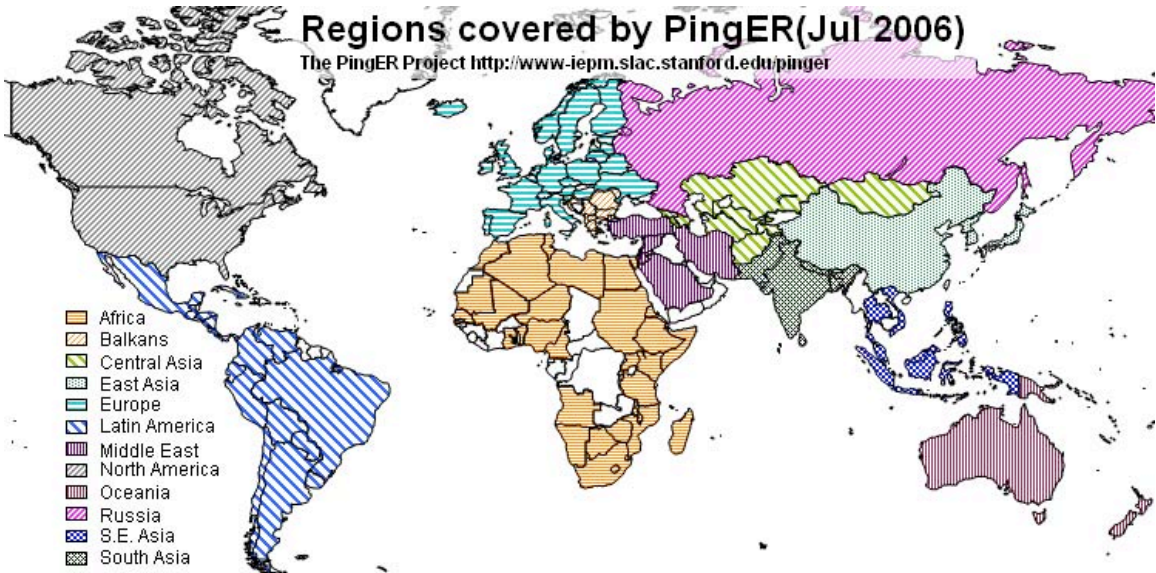 Regions covered by PingER(Jul 2006)
The PingER Project http://www-iepm.slac.stanford.edu/pinger
Africa
Balkans
Central Asia
East Asia
Europe
Latin America
Middle East
North America
Oceania
Russia
S.E. Asia
South Asia